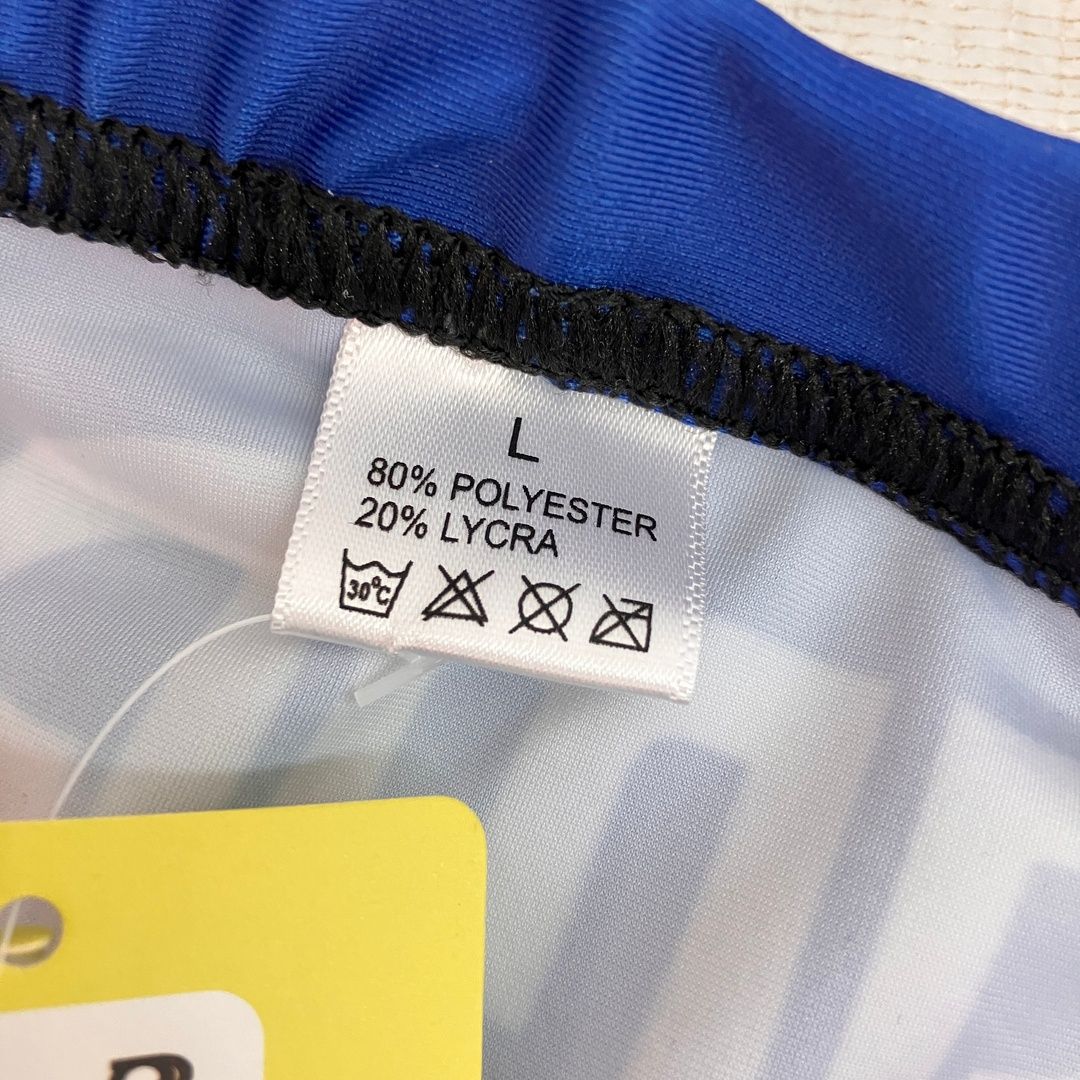 L
80% POLYESTER
20% LYCRA
30°C